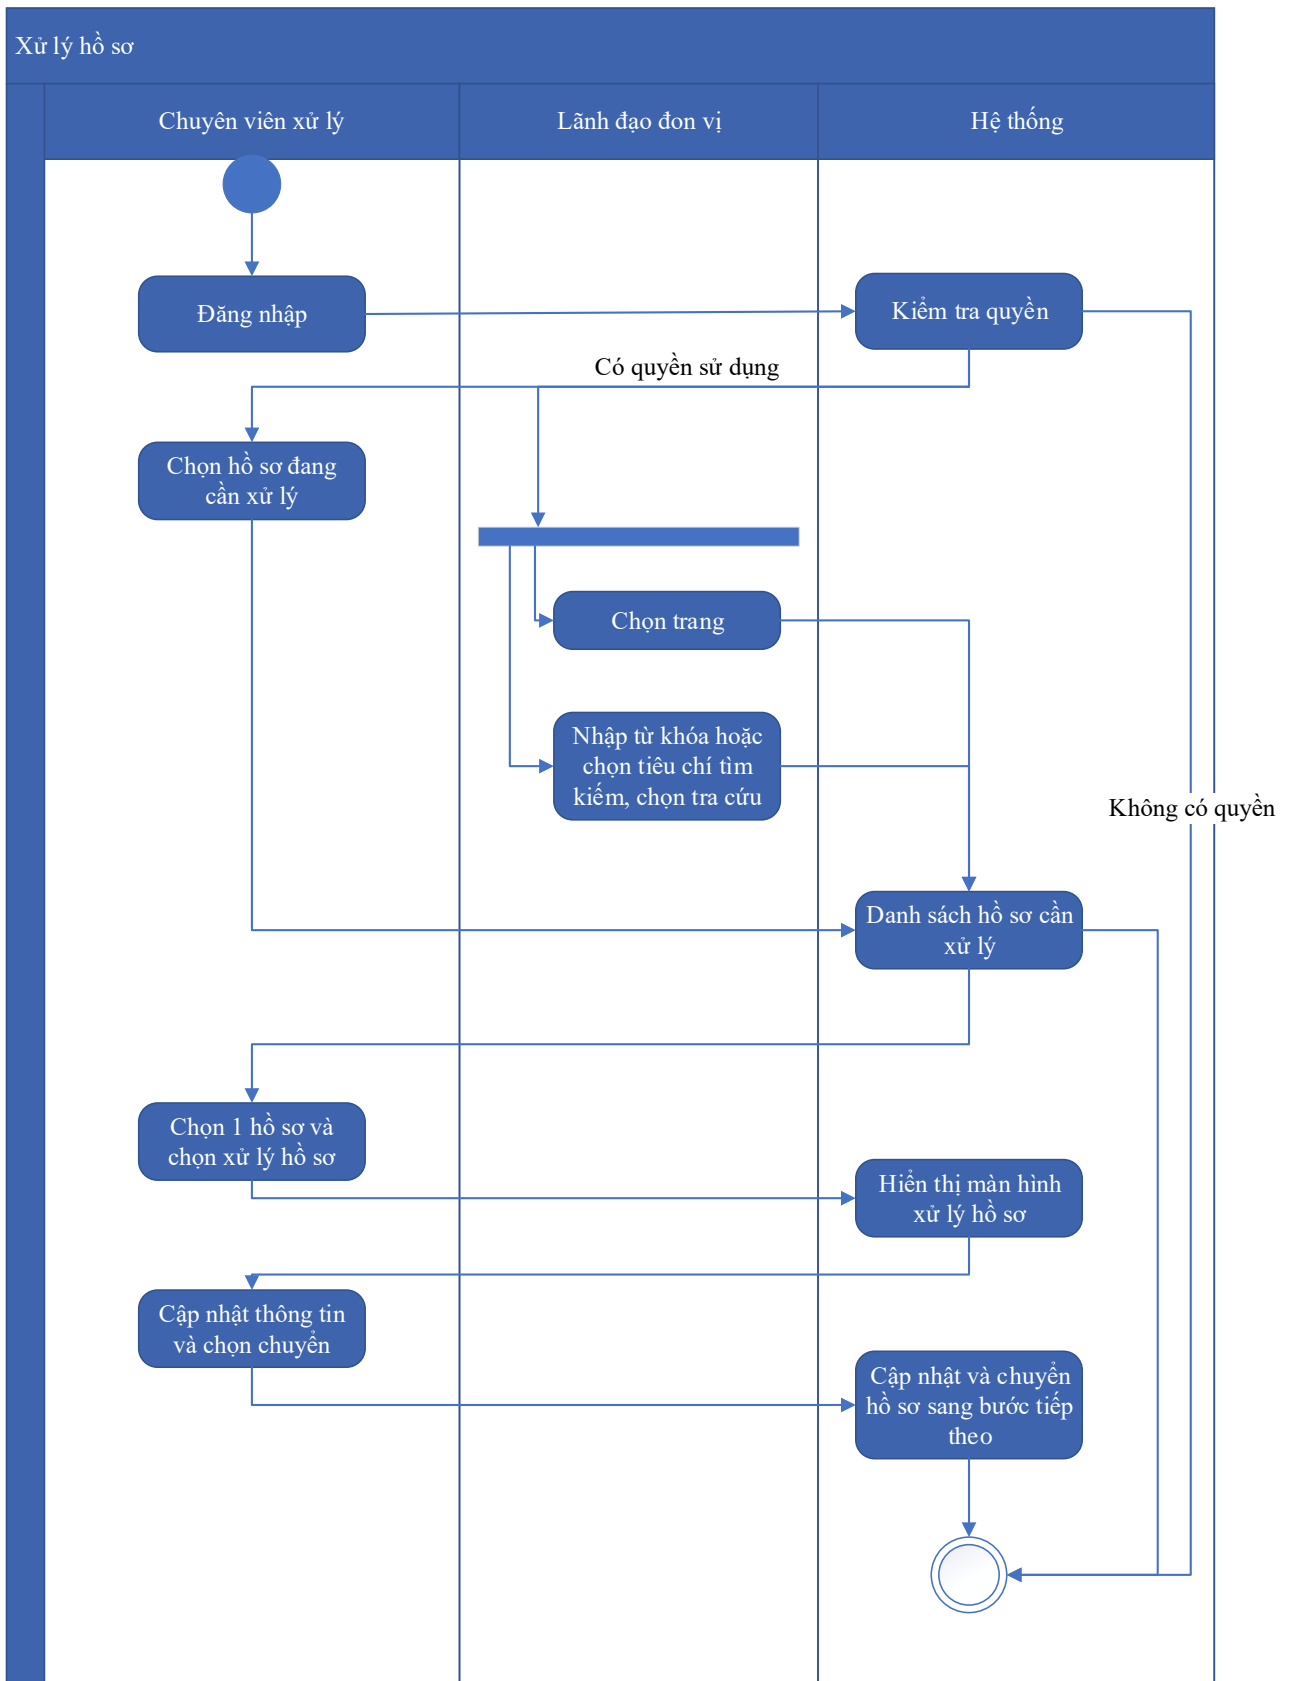 Xử lý hồ sơ
Chuyên viên xử lý
Lãnh đạo đon vị
Hệ thống
Đăng nhập
Kiểm tra quyền
Có quyền sử dụng
Chọn hồ sơ đang
cần xử lý
Chọn trang
Nhập từ khóa hoặc
chọn tiêu chí tìm
kiếm, chọn tra cứu
Không có quyền
Danh sách hồ sơ cần
xử lý
Chọn 1 hồ sơ và
chọn xử lý hồ sơ
Hiển thị màn hình
xử lý hồ sơ
Cập nhật thông tin
và chọn chuyển
Cập nhật và chuyển
hồ sơ sang bước tiếp
theo